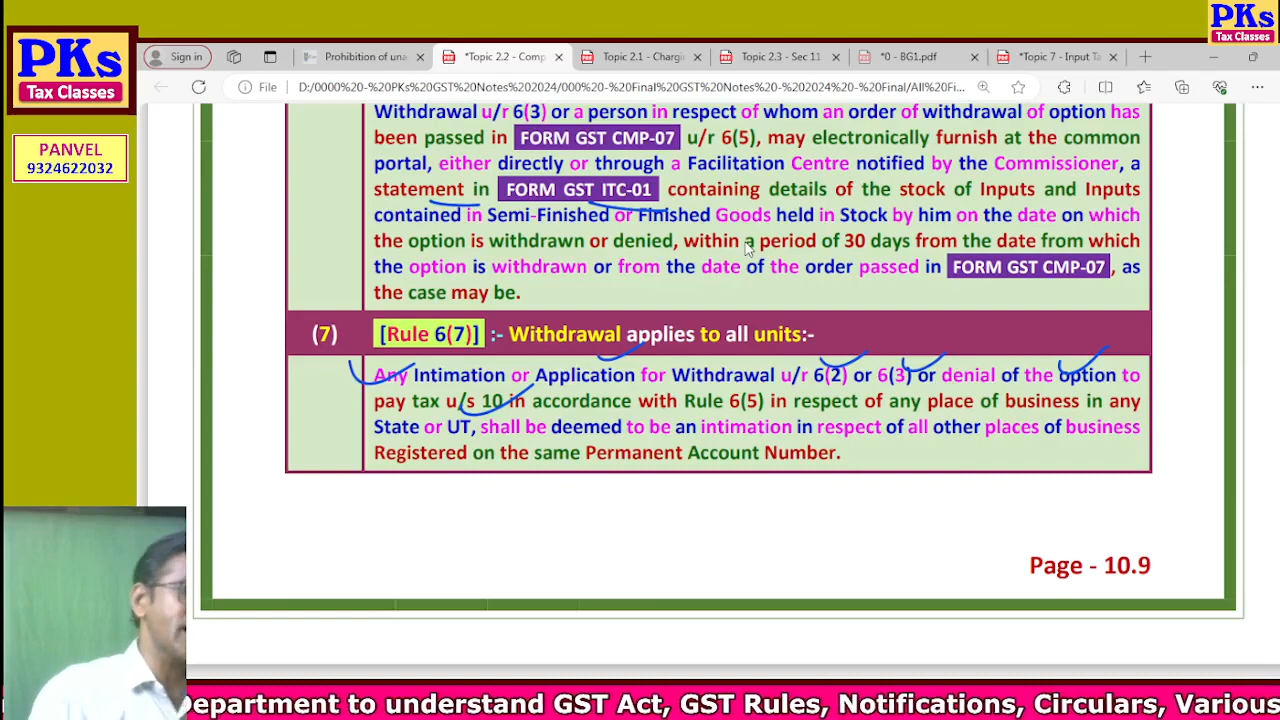 PKs
Tax Classes
PKs
Tax Classes
PANVEL
9324622032
Sign in
Prohibition of una
*Topic 2.2 - Comp
Topic 2.1 - Chargin
Topic 2.3 - Sec 11
*0 - BG1.pdf
*Topic 7 - Input Ta
File
D:/0000%20-%20PKs%20GST%20Notes%202024/000%20-%20Final%20GST%20Notes%20%202024%20-%20Final/All%20Fi...
Withdrawal u/r 6(3) or a person in respect of whom an order of withdrawal of option has
been passed in FORM GST CMP-07 u/r 6(5), may electronically furnish at the common
portal, either directly or through a Facilitation Centre notified by the Commissioner, a
statement in FORM GST ITC-01 containing details of the stock of Inputs and Inputs
contained in Semi-Finished or Finished Goods held in Stock by him on the date on which
the option is withdrawn or denied, within a period of 30 days from the date from which
the option is withdrawn or from the date of the order passed in FORM GST CMP-07, as
the case may be.
(7) [Rule 6(7)] :- Withdrawal applies to all units:-
Any Intimation or Application for Withdrawal u/r 6(2) or 6(3) or denial of the option to
pay tax u/s 10 in accordance with Rule 6(5) in respect of any place of business in any
State or UT, shall be deemed to be an intimation in respect of all other places of business
Registered on the same Permanent Account Number.
Page - 10.9
Department to understand GST Act, GST Rules, Notifications, Circulars, Various